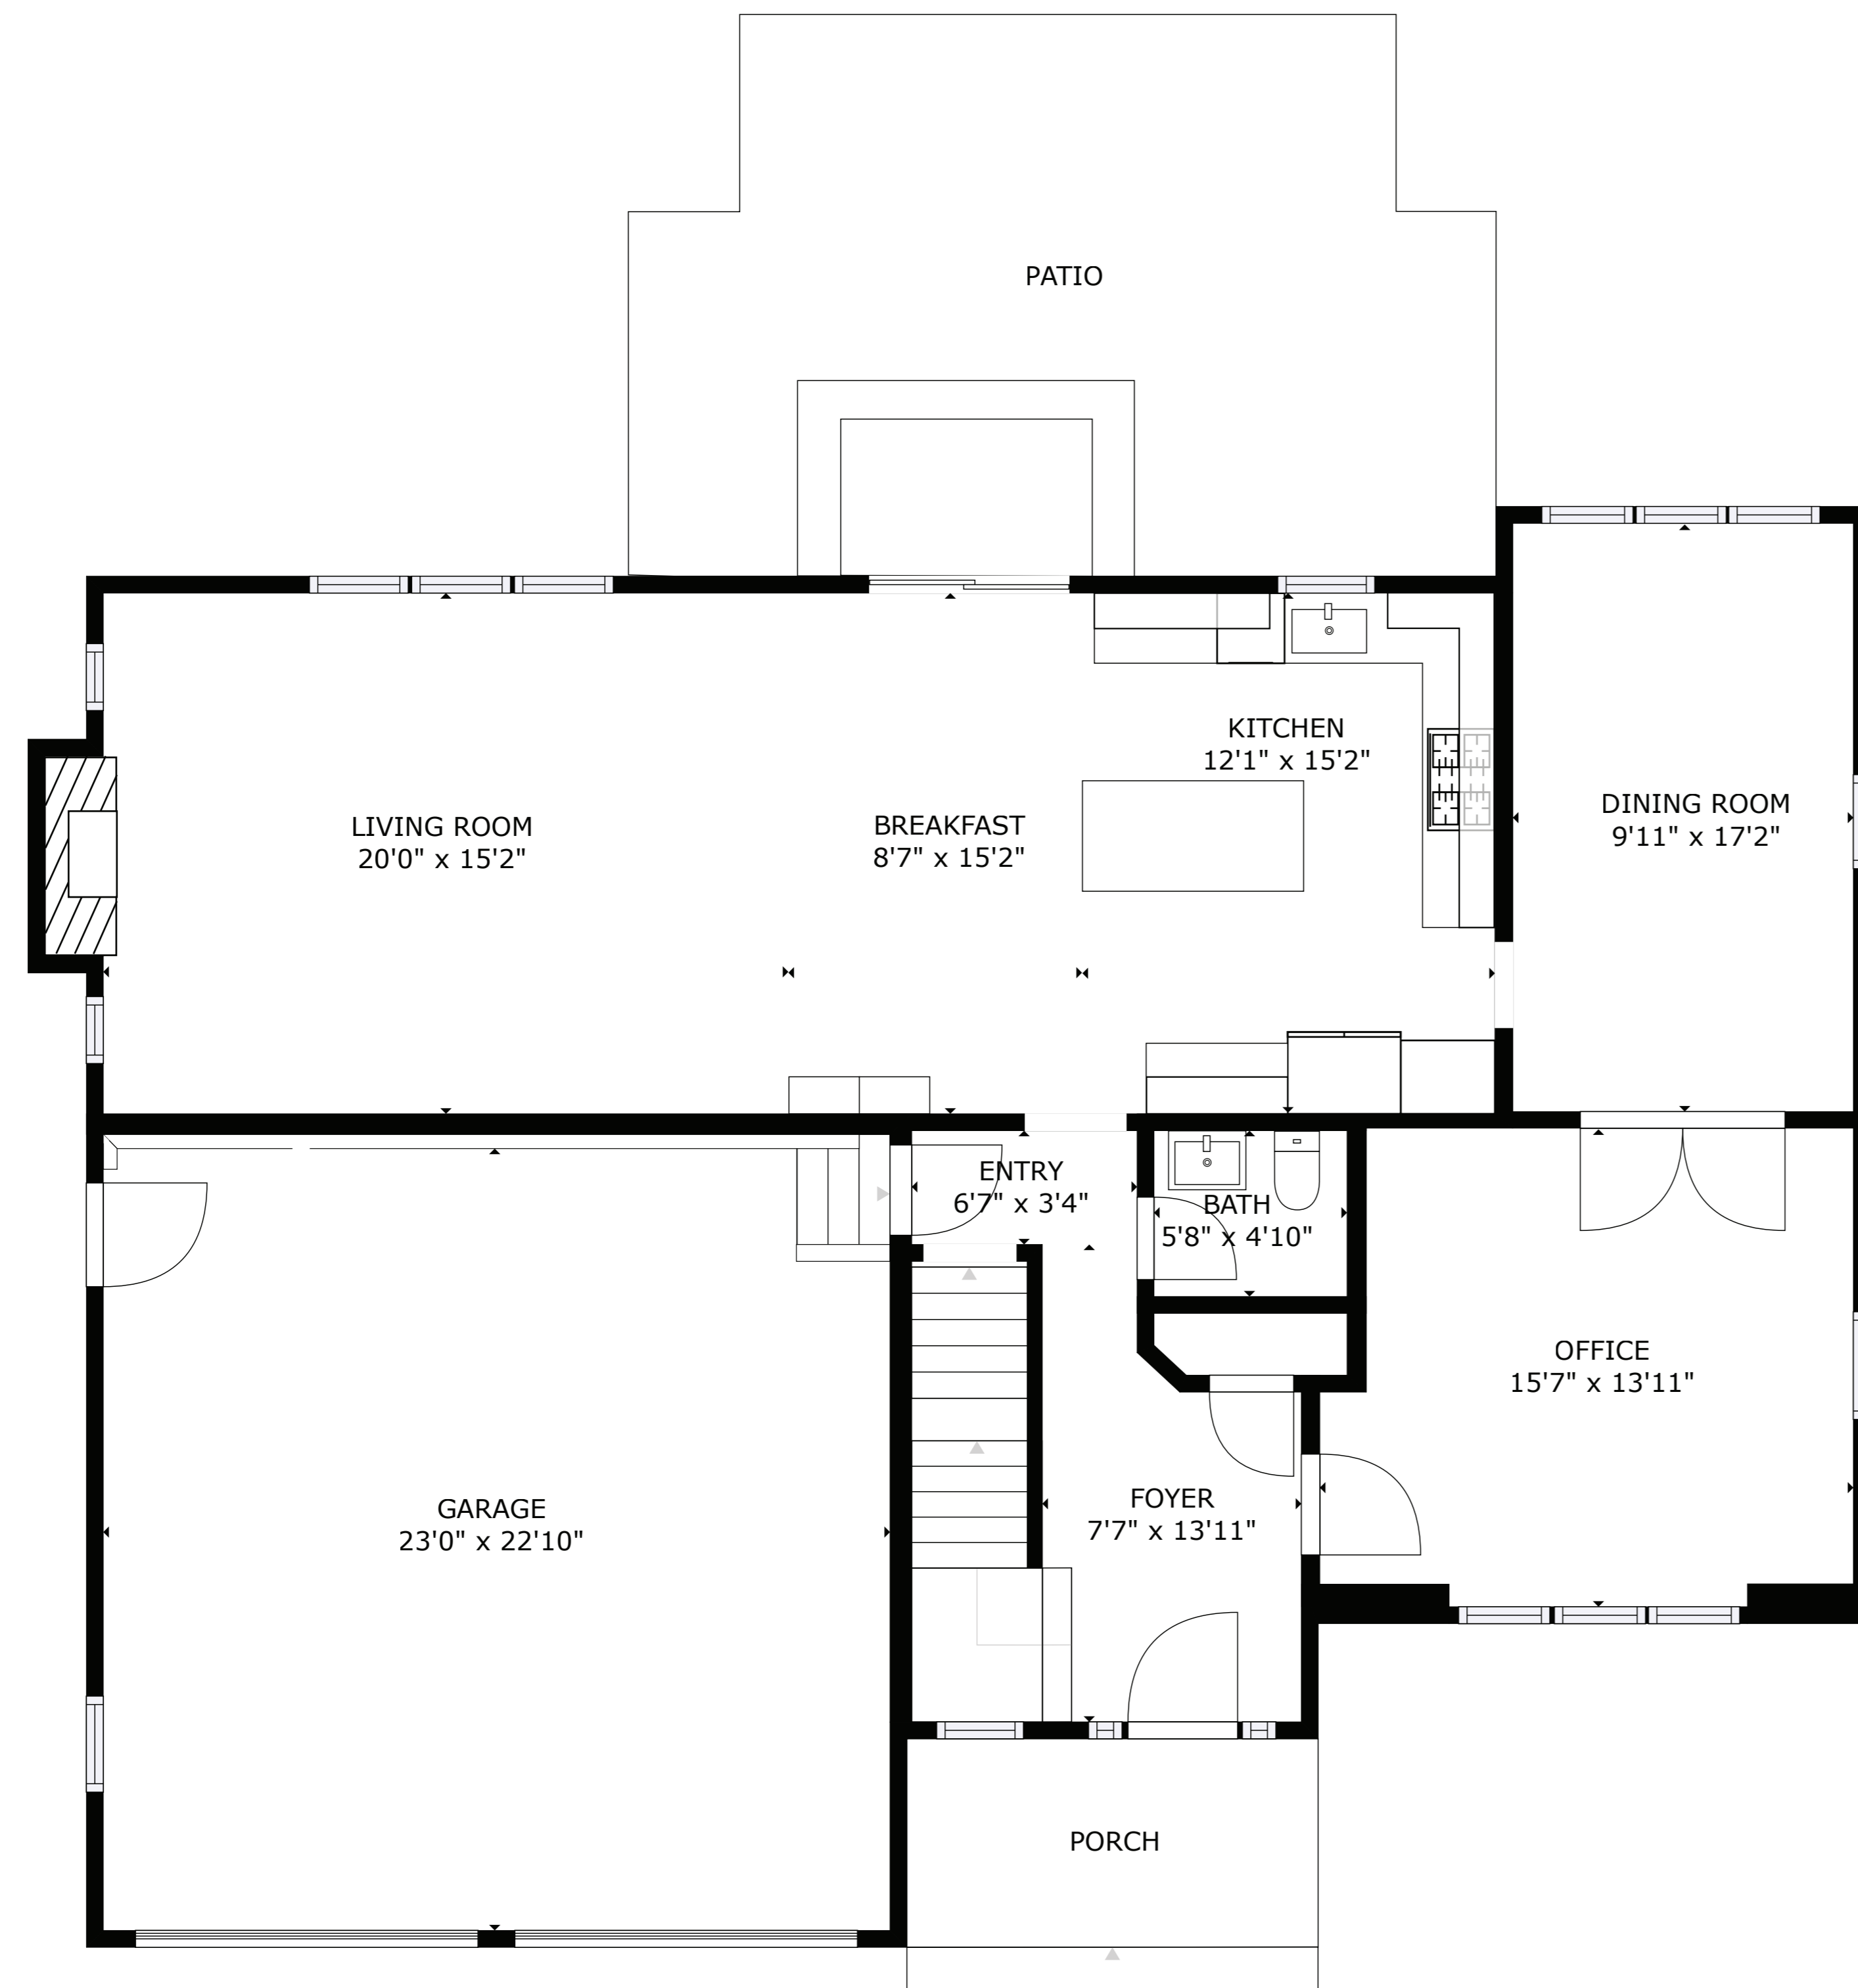 PATIO
KITCHEN
12'1" x 15'2"
DINING ROOM
9'11" x 17'2"
LIVING ROOM
20'0" x 15'2"
BREAKFAST
8'7" x 15'2"
ENTRY
6'7" x 3'4"
BATH
5'8" x 4'10"
OFFICE
15'7" x 13'11"
GARAGE
23'0" x 22'10"
FOYER
7'7" x 13'11"
PORCH